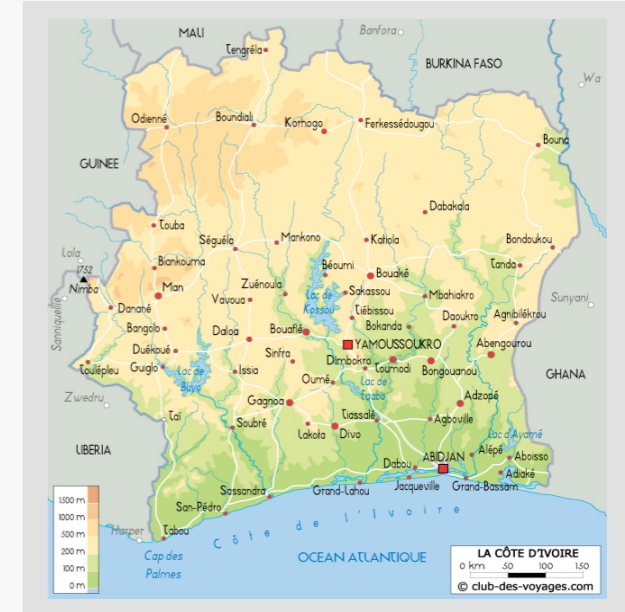 MALI
Banfora
Tengréla
BURKINA FASO
Wa
Odienné
Boundiali
Korhogo
Ferkessédougou
Bouna
GUINEE
Dabakala
Touba
Séguéla
Mankono
Katiola
Bondoukou
Lola
1752
Nimba
Biankouma
Béoumi
Bouaké
Tanda
Man
Zuénoula
Lac de
Kossou
Sakassou
Mbahiakro
Sunyani
Sanniquellie
Danané
Vavoua
Tiébissou
Daoukro
Agnibilékrou
Bangolo
Daloa
Bouaflé
Bokanda
YAMOUSSOUKRO
Abengourou
Duékoué
Sinfra
Dimbokro
Toumodi
Bongouanou
Toulépleu
Guiglo
Lac de
Buyo
Issia
Oumé
Lac de
Taabo
GHANA
Zwedru
Gagnoa
Adzopé
Taï
Soubré
Lakota
Divo
Tiassalé
Agboville
Lac d'Ayamé
LIBERIA
ABIDJAN
Alépé
Aboisso
Dabou
Adiaké
Sassandra
Grand-Lahou
Jacqueville
Grand-Bassam
San-Pédro
1500 m
1000 m
500 m
200 m
100 m
0 m
Harper
Tabou
Côte de l'Ivoire
Cap des
Palmes
OCEAN ATLANTIQUE
LA CÔTE D'IVOIRE
0 km 50 100 150
© club-des-voyages.com